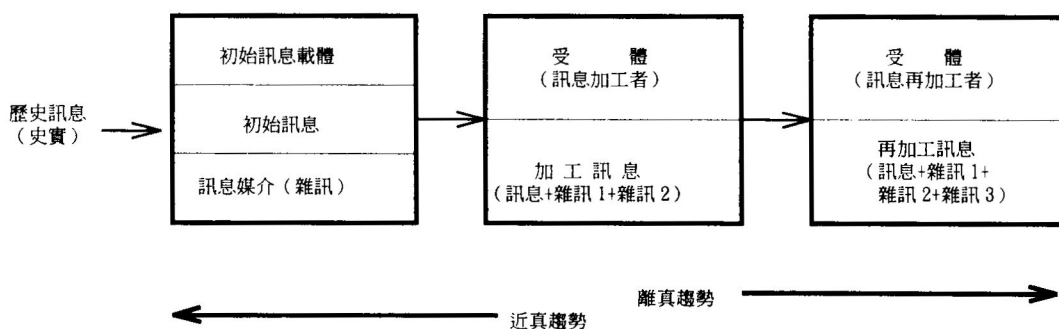 歷史訊息
(史實)
初始訊息載體
初始訊息
訊息媒介(雜訊)
受 體
(訊息加工者)
加 工 訊 息
(訊息+雜訊1+雜訊2)
受 體
(訊息再加工者)
再加工訊息
(訊息+雜訊1+
雜訊2+雜訊3)
離真趨勢
近真趨勢